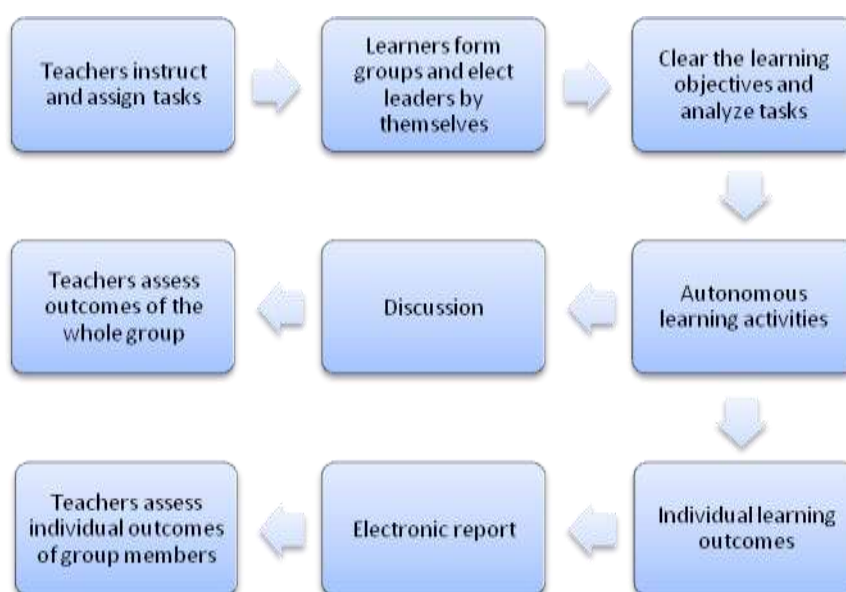 Teachers instruct
and assign tasks
Learners form
groups and elect
leaders by
themselves
Clear the learning
objectives and
analyze tasks
Teachers assess
outcomes of the
whole group
Discussion
Autonomous
learning activities
Teachers assess
individual outcomes
of group members
Electronic report
Individual learning
outcomes